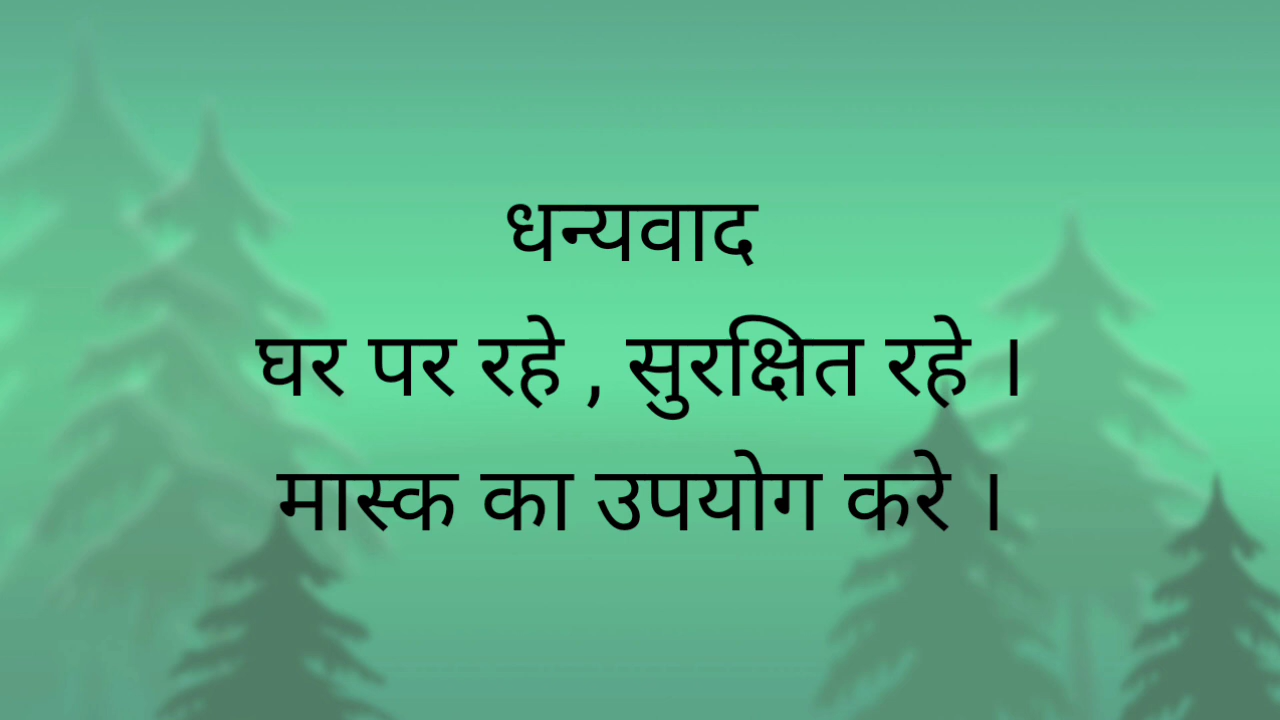 धन्यवाद
घर पर रहे , सुरक्षित रहे ।
मास्क का उपयोग करे ।